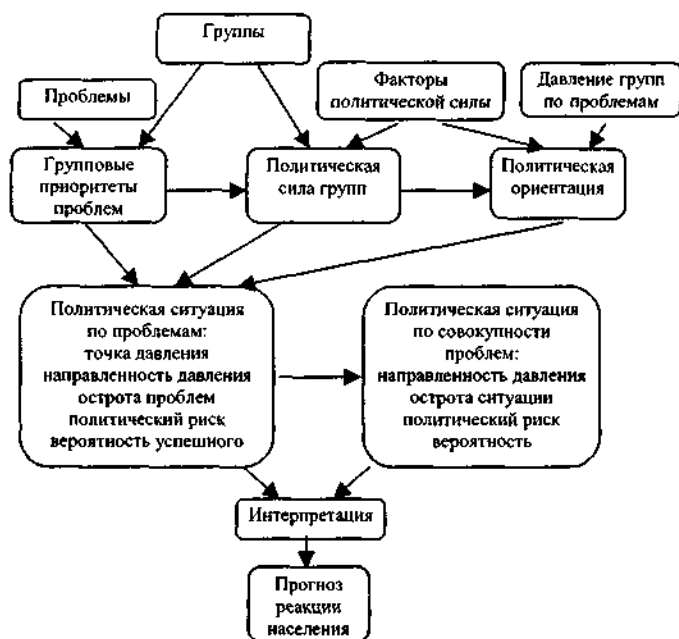 Группы
Проблемы
Факторы
политической силы
Давление групп
по проблемам
Групповые
приоритеты
проблем
Политическая
сила групп
Политическая
ориентация
Политическая ситуация
по проблемам:
точка давления
направленность давления
острота проблем
политический риск
вероятность успешного
Политическая ситуация
по совокупности
проблем:
направленность давления
острота ситуации
политический риск
вероятность
Интерпретация
Прогноз
реакции
населения